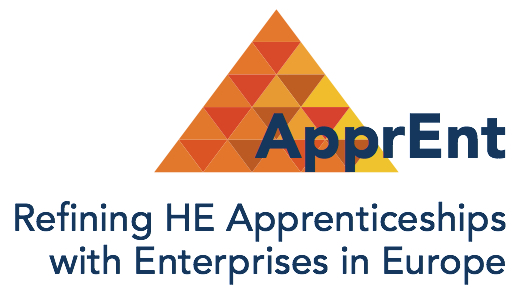 ApprEnt
Refining HE Apprenticeships
with Enterprises in Europe